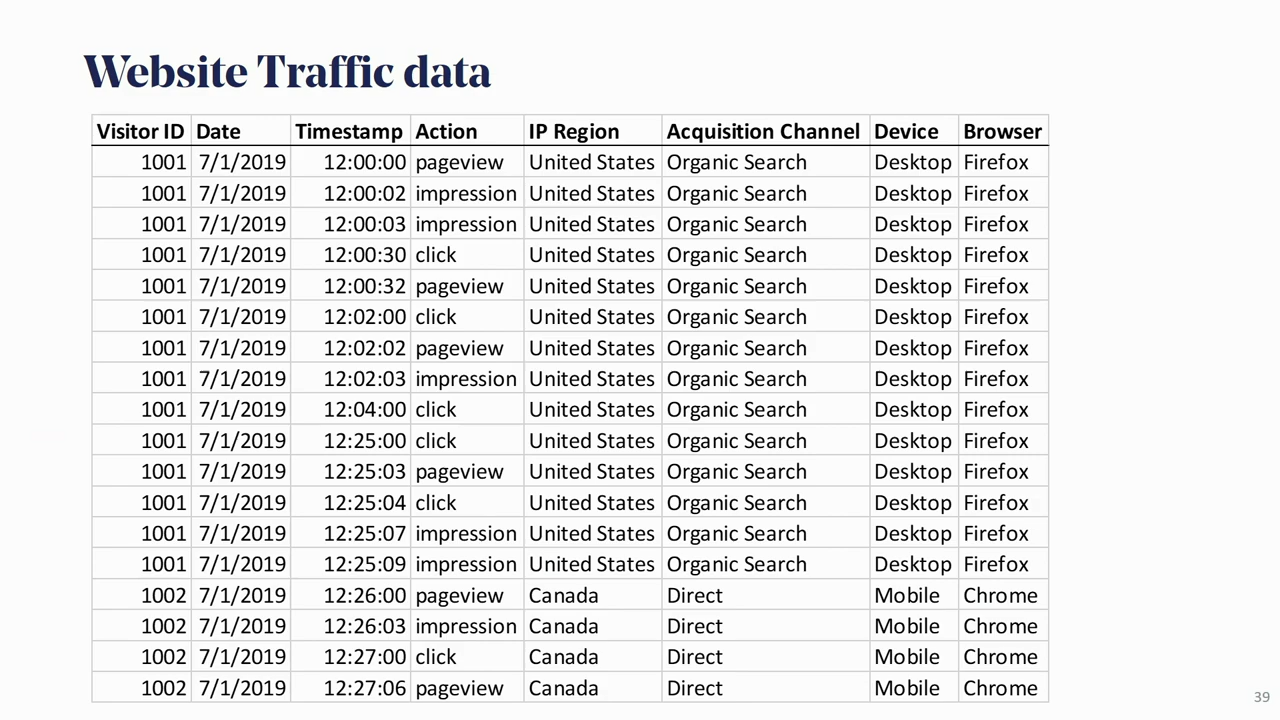 Website Traffic data
Visitor ID Date Timestamp Action IP Region Acquisition Channel Device Browser
1001 7/1/2019 12:00:00 pageview United States Organic Search Desktop Firefox
1001 7/1/2019 12:00:02 impression United States Organic Search Desktop Firefox
1001 7/1/2019 12:00:03 impression United States Organic Search Desktop Firefox
1001 7/1/2019 12:00:30 click United States Organic Search Desktop Firefox
1001 7/1/2019 12:00:32 pageview United States Organic Search Desktop Firefox
1001 7/1/2019 12:02:00 click United States Organic Search Desktop Firefox
1001 7/1/2019 12:02:02 pageview United States Organic Search Desktop Firefox
1001 7/1/2019 12:02:03 impression United States Organic Search Desktop Firefox
1001 7/1/2019 12:04:00 click United States Organic Search Desktop Firefox
1001 7/1/2019 12:25:00 click United States Organic Search Desktop Firefox
1001 7/1/2019 12:25:03 pageview United States Organic Search Desktop Firefox
1001 7/1/2019 12:25:04 click United States Organic Search Desktop Firefox
1001 7/1/2019 12:25:07 impression United States Organic Search Desktop Firefox
1001 7/1/2019 12:25:09 impression United States Organic Search Desktop Firefox
1002 7/1/2019 12:26:00 pageview Canada Direct Mobile Chrome
1002 7/1/2019 12:26:03 impression Canada Direct Mobile Chrome
1002 7/1/2019 12:27:00 click Canada Direct Mobile Chrome
1002 7/1/2019 12:27:06 pageview Canada Direct Mobile Chrome
39